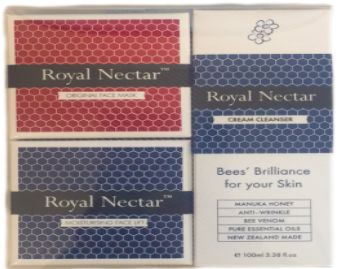 Royal Nectar™
ORIGINAL FACE MASK
Royal Nectar™
MOISTURISING FACE LIFT
Royal Nectar
CREAM CLEANSER
Bees' Brilliance
for your Skin
MANUKA HONEY
ANTI-WRINKLE
BEE VENOM
PURE ESSENTIAL OILS
NEW ZEALAND MADE
℮ 100ml 3.38 fl.oz